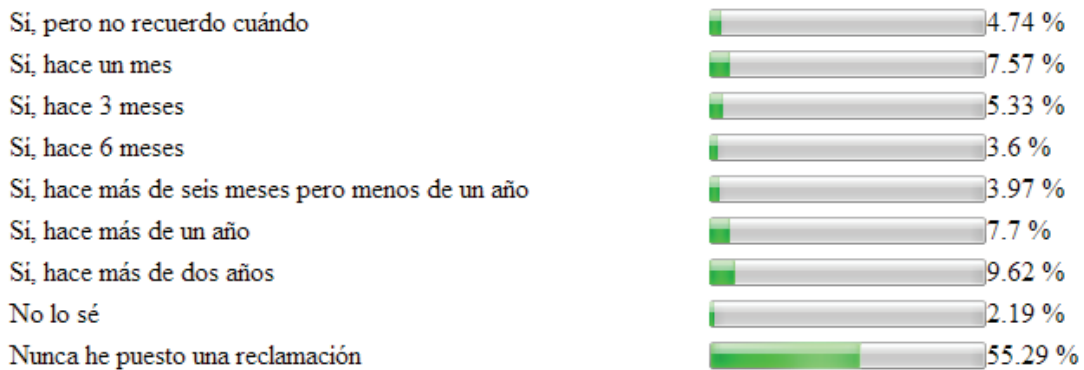 Sí, pero no recuerdo cuándo 4.74 %
Sí, hace un mes 7.57 %
Sí, hace 3 meses 5.33 %
Sí, hace 6 meses 3.6 %
Sí, hace más de seis meses pero menos de un año 3.97 %
Sí, hace más de un año 7.7 %
Sí, hace más de dos años 9.62 %
No lo sé 2.19 %
Nunca he puesto una reclamación 55.29 %